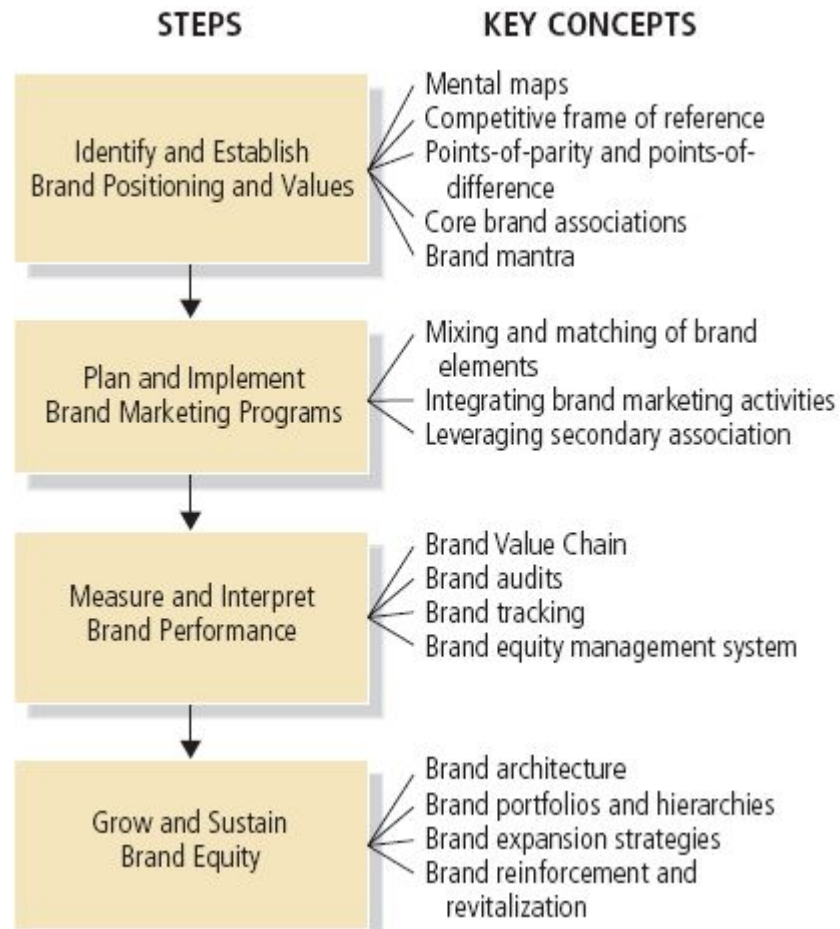 STEPS
KEY CONCEPTS
Identify and Establish
Brand Positioning and Values
Mental maps
Competitive frame of reference
Points-of-parity and points-of-
difference
Core brand associations
Brand mantra
Plan and Implement
Brand Marketing Programs
Mixing and matching of brand
elements
Integrating brand marketing activities
Leveraging secondary association
Measure and Interpret
Brand Performance
Brand Value Chain
Brand audits
Brand tracking
Brand equity management system
Grow and Sustain
Brand Equity
Brand architecture
Brand portfolios and hierarchies
Brand expansion strategies
Brand reinforcement and
revitalization